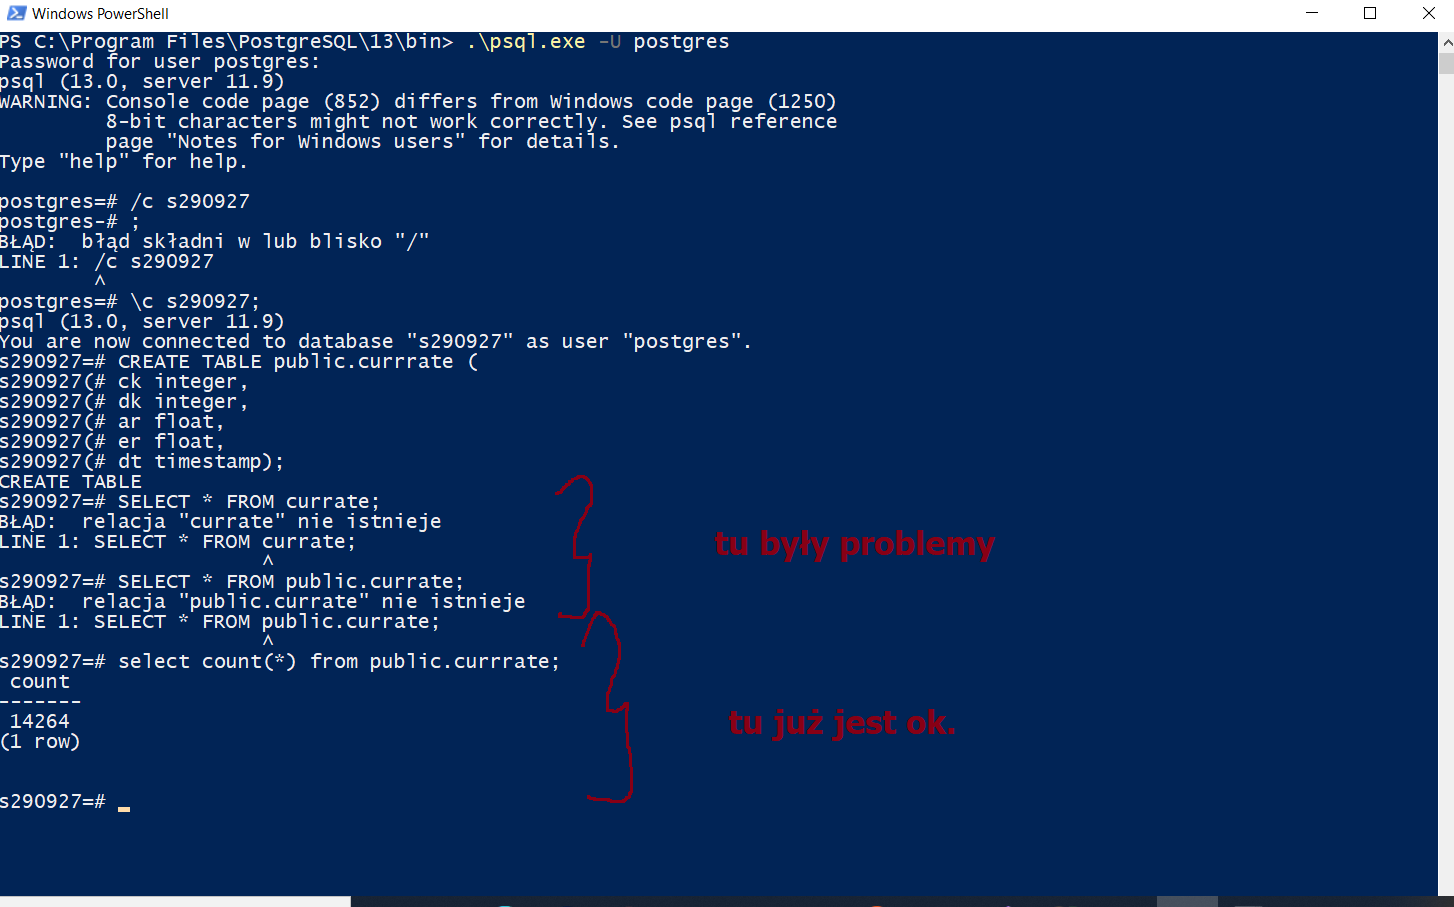 Windows PowerShell
PS C:\Program Files\PostgreSQL\13\bin> .\psql.exe -U postgres
Password for user postgres:
psql (13.0, server 11.9)
WARNING: Console code page (852) differs from Windows code page (1250)
         8-bit characters might not work correctly. See psql reference
         page "Notes for Windows users" for details.
Type "help" for help.
postgres=# /c s290927
postgres-# ;
BŁĄD:  błąd składni w lub blisko "/"
LINE 1: /c s290927
        ^
postgres=# \c s290927;
psql (13.0, server 11.9)
You are now connected to database "s290927" as user "postgres".
s290927=# CREATE TABLE public.currrate (
s290927(# ck integer,
s290927(# dk integer,
s290927(# ar float,
s290927(# er float,
s290927(# dt timestamp);
CREATE TABLE
s290927=# SELECT * FROM currate;
BŁĄD:  relacja "currate" nie istnieje
LINE 1: SELECT * FROM currate;
                      ^
tu były problemy
s290927=# SELECT * FROM public.currate;
BŁĄD:  relacja "public.currate" nie istnieje
LINE 1: SELECT * FROM public.currate;
                      ^
s290927=# select count(*) from public.currrate;
 count
-------
 14264
(1 row)
tu już jest ok.
s290927=#